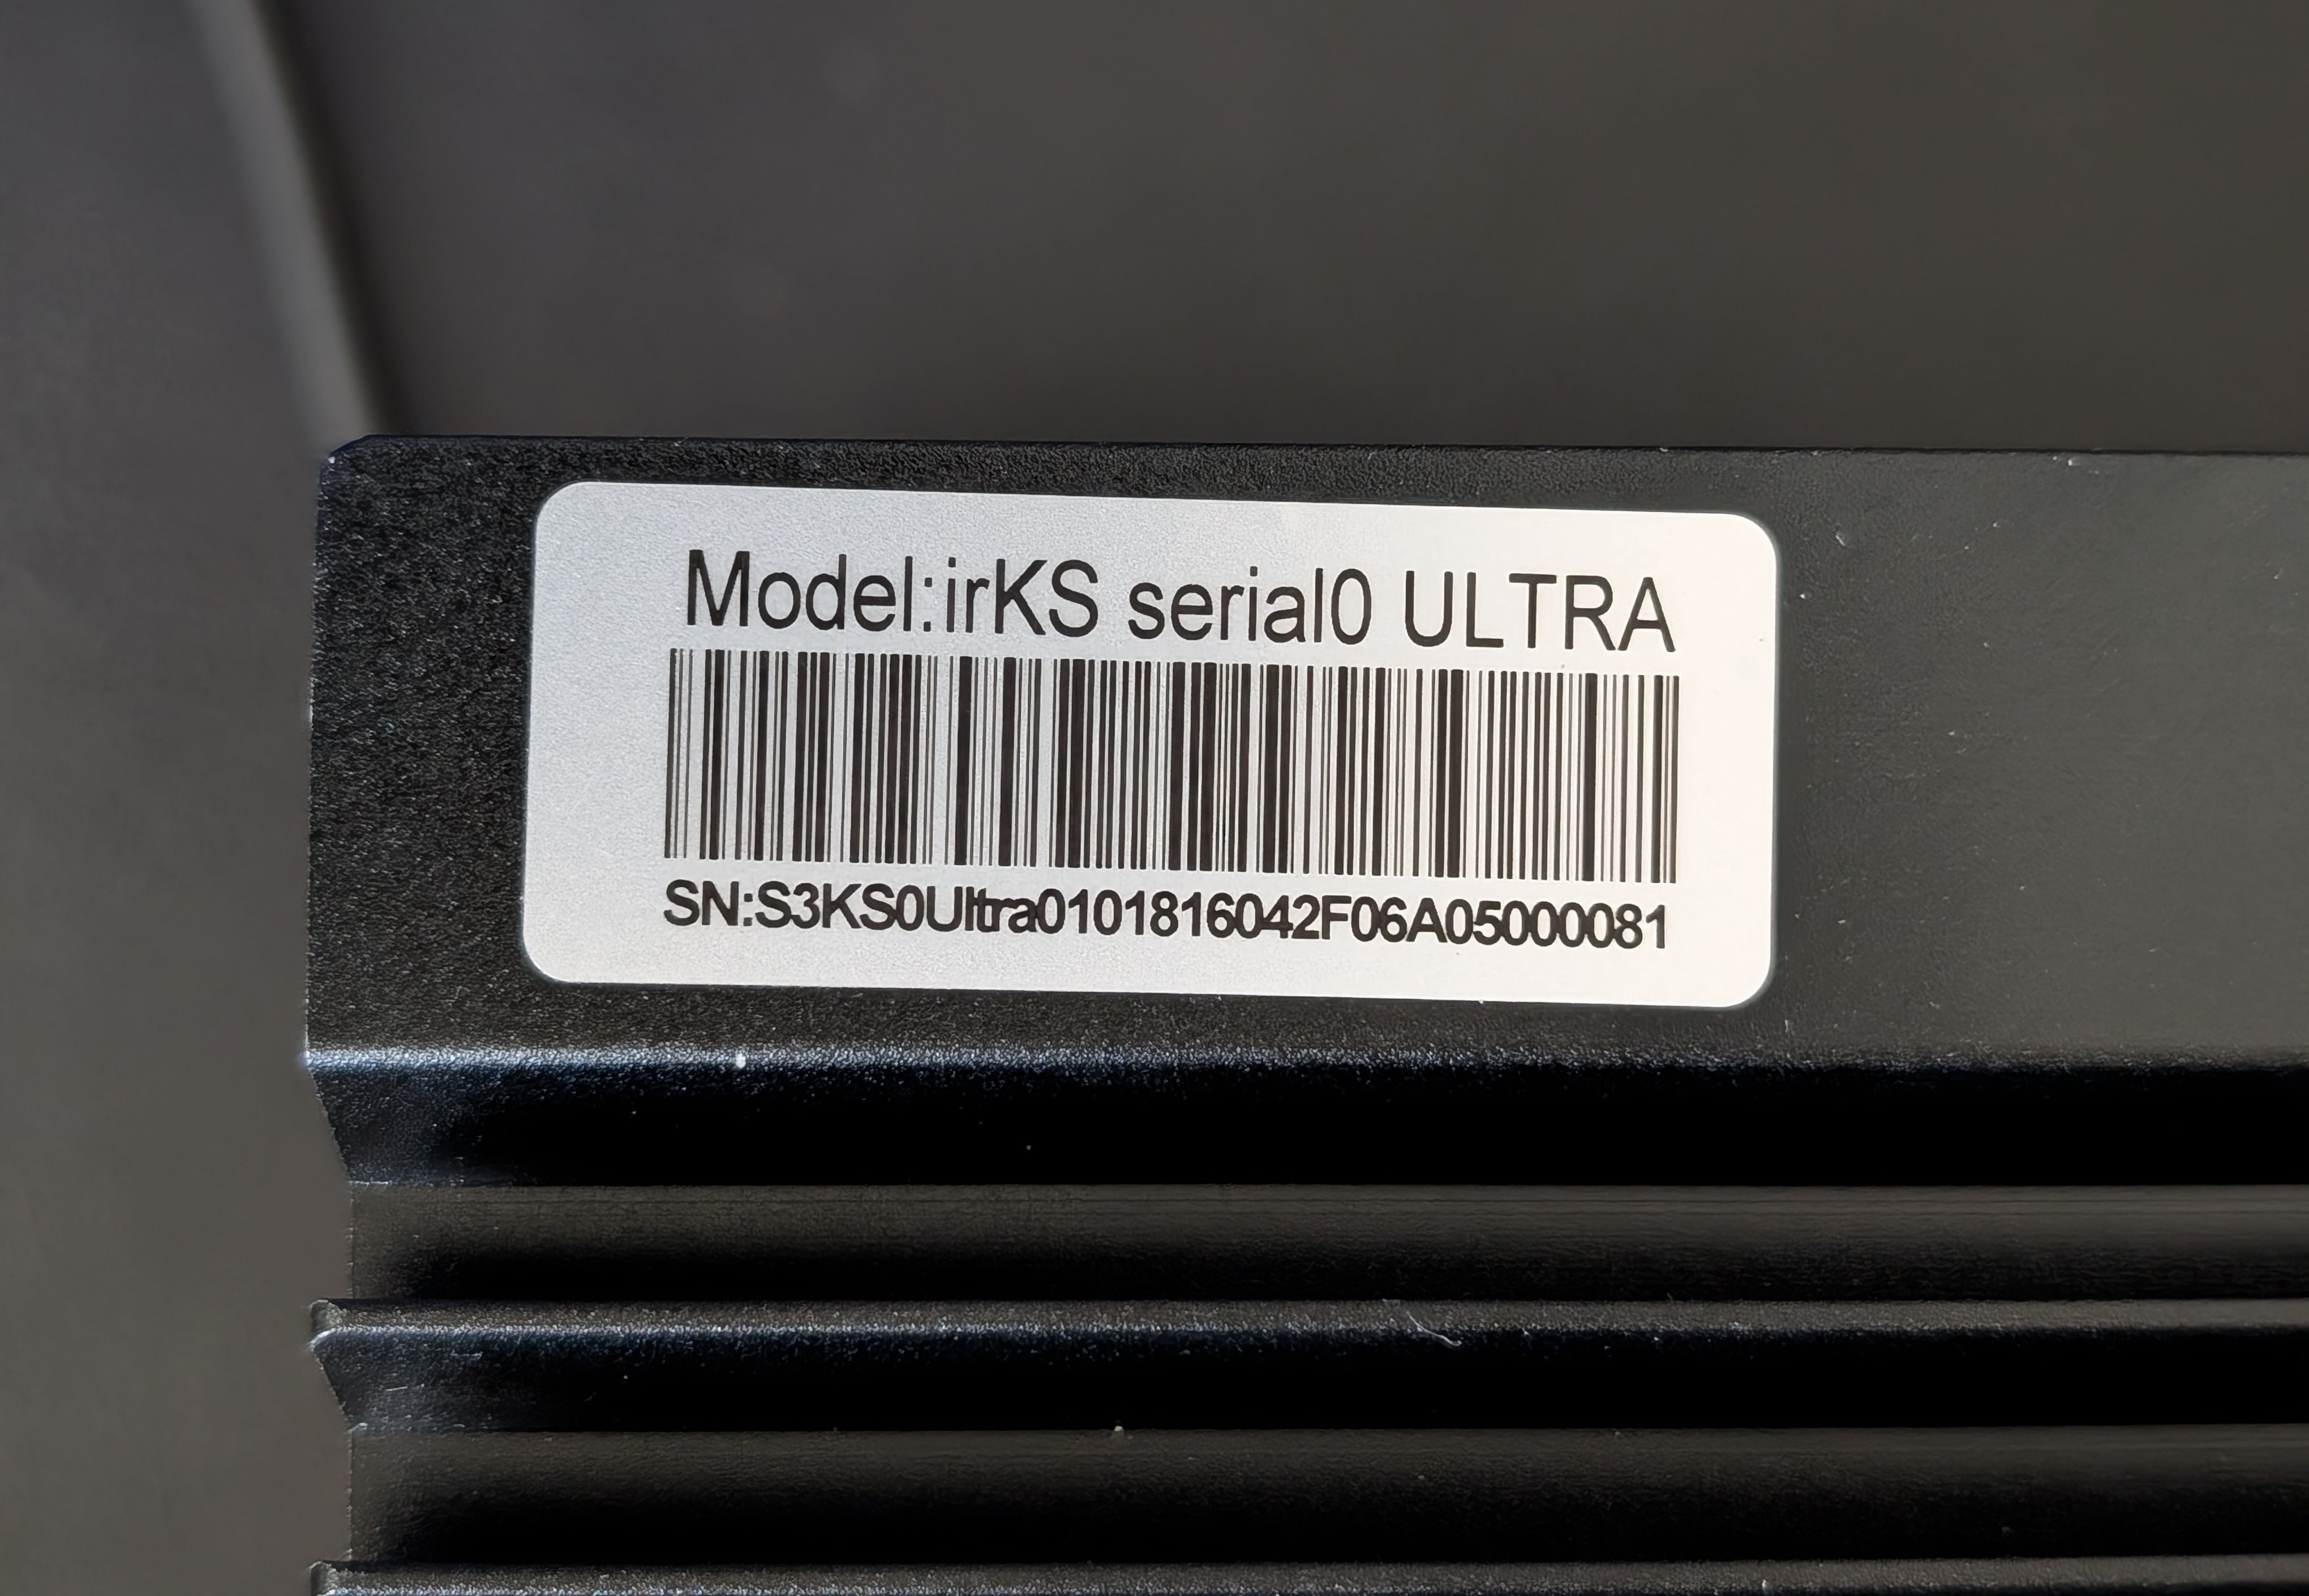 Model:irKS serial0 ULTRA
SN:S3KS0Ultra0101816042F06A05000081